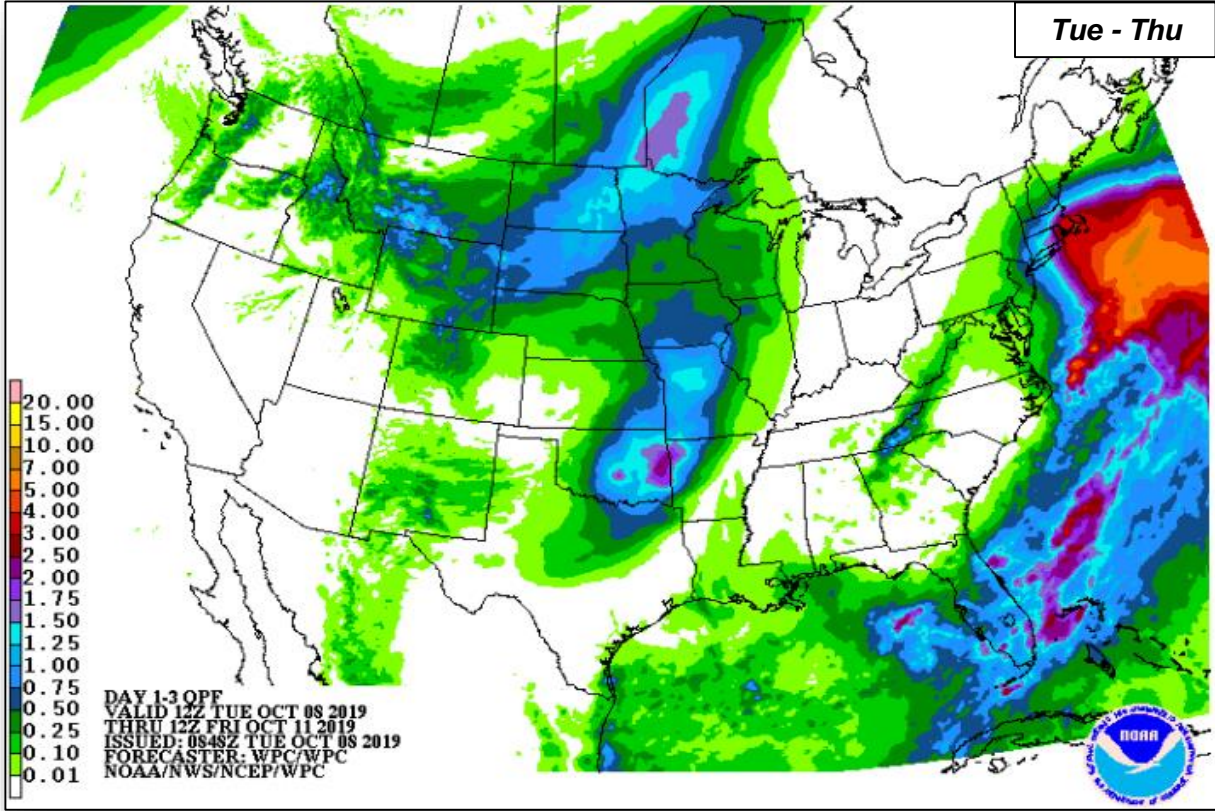 Tue - Thu
20.00
15.00
10.00
7.00
5.00
4.00
3.00
2.50
2.00
1.75
1.50
1.25
1.00
0.75
0.50
0.25
0.10
0.01
DAY 1-3 QPF
VALID 12Z TUE OCT 08 2019
THRU 12Z FRI OCT 11 2019
ISSUED: 0848Z TUE OCT 08 2019
FORECASTER: WPC/WPC
NOAA/NWS/NCEP/WPC
NOAA